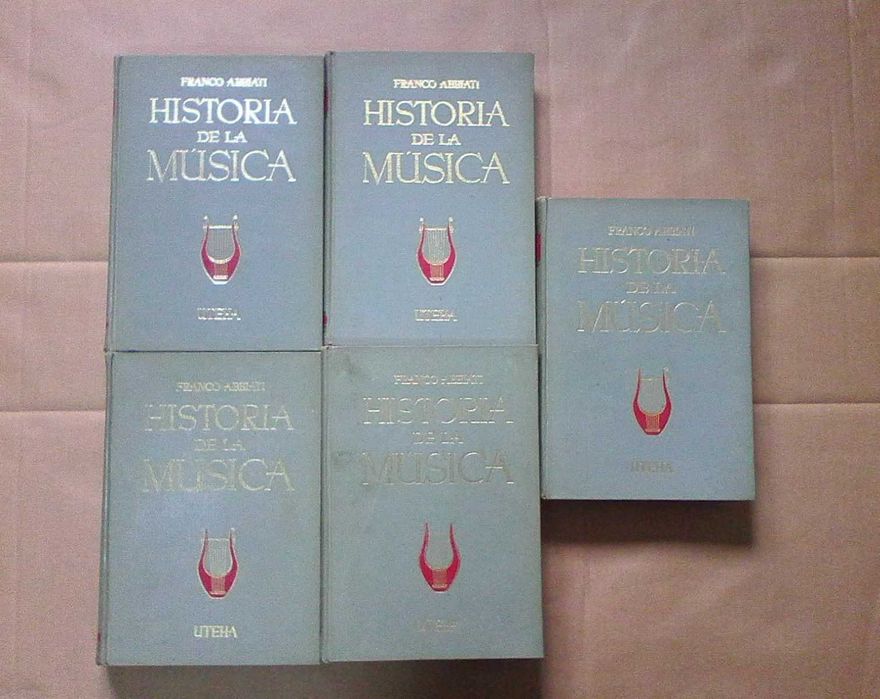 FRANCO ABBIATI
HISTORIA
DE LA
MÚSICA
UTEHA
FRANCO ABBIATI
HISTORIA
DE LA
MÚSICA
UTEHA
FRANCO ABBIATI
HISTORIA
DE LA
MÚSICA
UTEHA
FRANCO ABBIATI
HISTORIA
DE LA
MÚSICA
UTEHA
FRANCO ABBIATI
HISTORIA
DE LA
MÚSICA
UTEHA